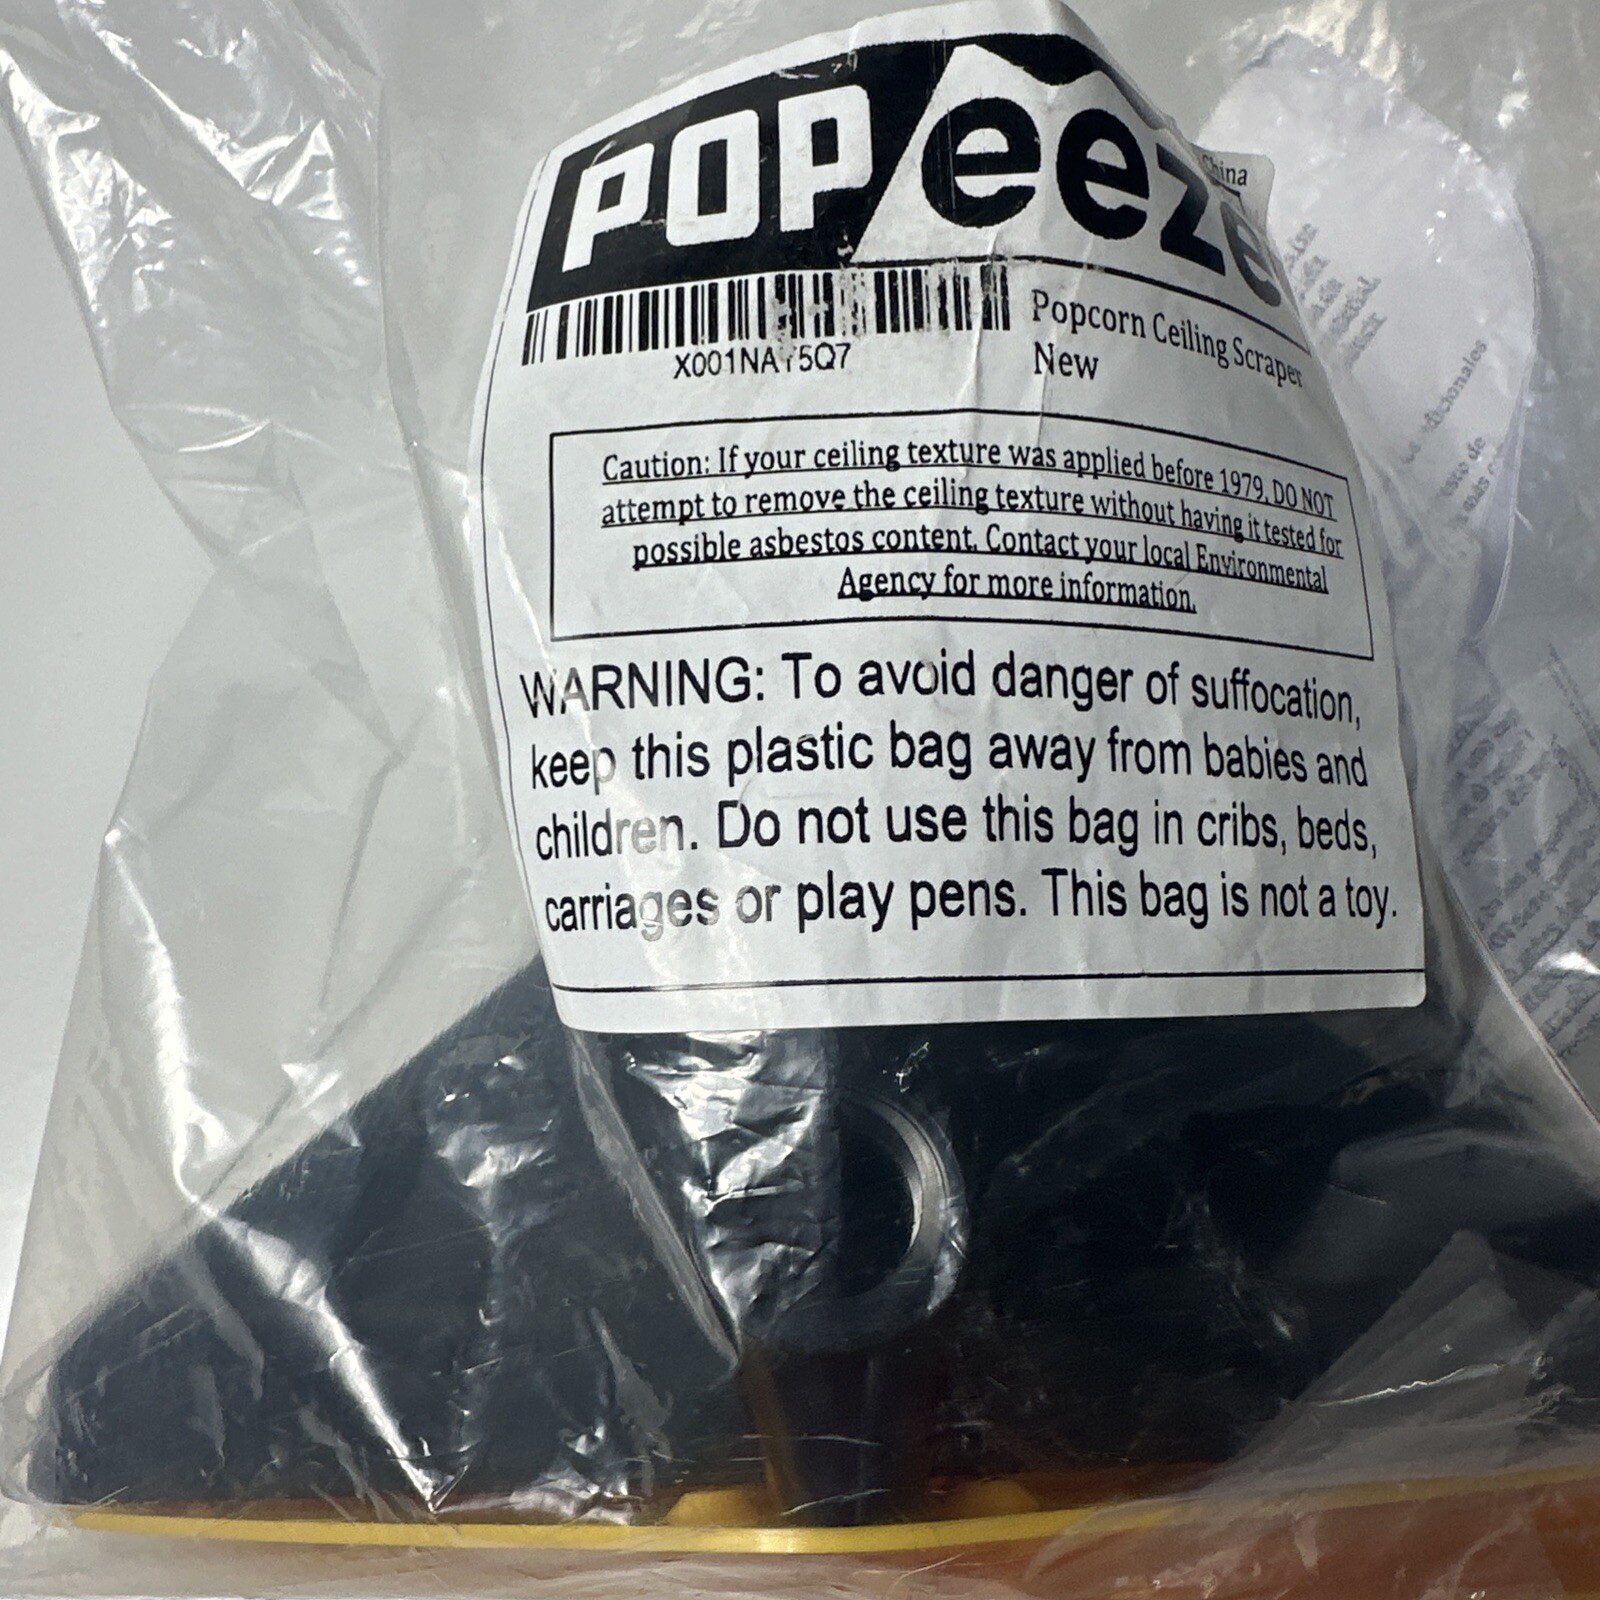 POP/eeze
China
X001NAY5Q7
Popcorn Ceiling Scraper
New
Caution: If your ceiling texture was applied before 1979, DO NOT
attempt to remove the ceiling texture without having it tested for
possible asbestos content. Contact your local Environmental
Agency for more information.
WARNING: To avoid danger of suffocation,
keep this plastic bag away from babies and
children. Do not use this bag in cribs, beds,
carriages or play pens. This bag is not a toy.